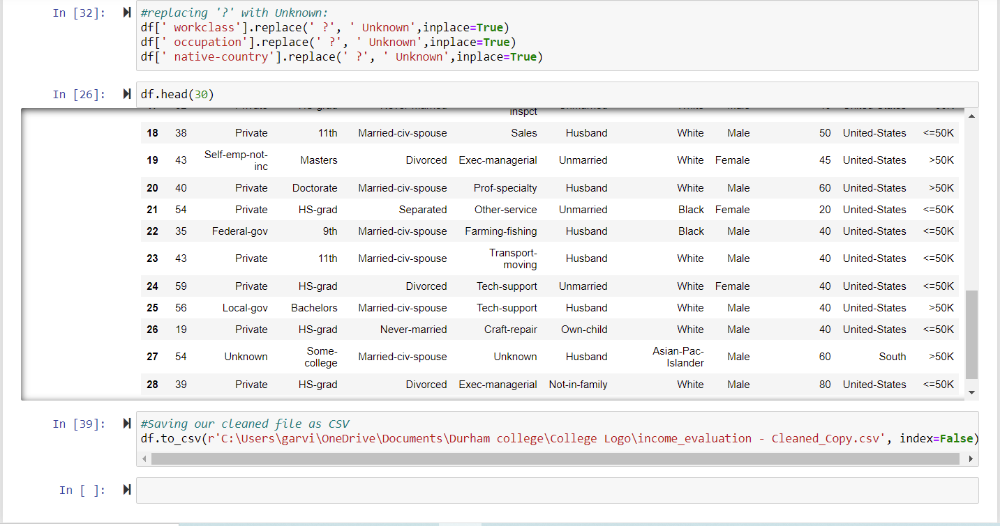 In [32]:
#replacing '?' with Unknown:
df[' workclass'].replace(' ?', ' Unknown',inplace=True)
df[' occupation'].replace(' ?', ' Unknown',inplace=True)
df[' native-country'].replace(' ?', ' Unknown',inplace=True)
In [26]:
df.head(30)
inspct
18 38 Private 11th Married-civ-spouse Sales Husband White Male 50 United-States <=50K
19 43 Self-emp-not-inc Masters Divorced Exec-managerial Unmarried White Female 45 United-States >50K
20 40 Private Doctorate Married-civ-spouse Prof-specialty Husband White Male 60 United-States >50K
21 54 Private HS-grad Separated Other-service Unmarried Black Female 20 United-States <=50K
22 35 Federal-gov 9th Married-civ-spouse Farming-fishing Husband Black Male 40 United-States <=50K
23 43 Private 11th Married-civ-spouse Transport-moving Husband White Male 40 United-States <=50K
24 59 Private HS-grad Divorced Tech-support Unmarried White Female 40 United-States <=50K
25 56 Local-gov Bachelors Married-civ-spouse Tech-support Husband White Male 40 United-States >50K
26 19 Private HS-grad Never-married Craft-repair Own-child White Male 40 United-States <=50K
27 54 Unknown Some-college Married-civ-spouse Unknown Husband Asian-Pac-Islander Male 60 South >50K
28 39 Private HS-grad Divorced Exec-managerial Not-in-family White Male 80 United-States <=50K
In [39]:
#Saving our cleaned file as CSV
df.to_csv(r'C:\Users\garvi\OneDrive\Documents\Durham college\College Logo\income_evaluation - Cleaned_Copy.csv', index=False)
In [ ]: